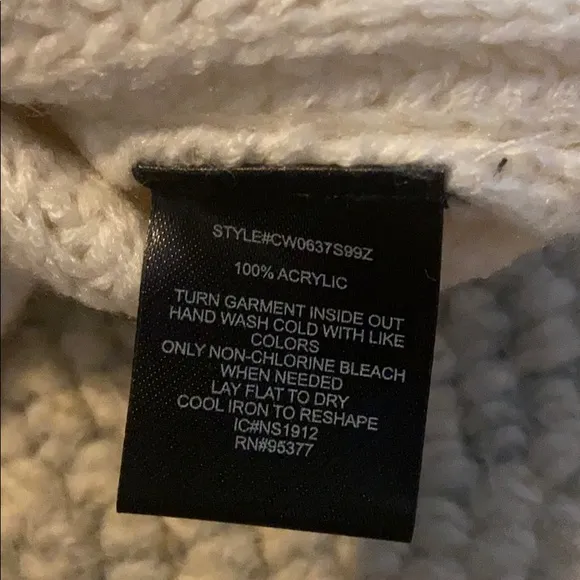 STYLE#CW0637S99Z
100% ACRYLIC
TURN GARMENT INSIDE OUT
HAND WASH COLD WITH LIKE
COLORS
ONLY NON-CHLORINE BLEACH
WHEN NEEDED
LAY FLAT TO DRY
COOL IRON TO RESHAPE
IC#NS1912
RN#95377